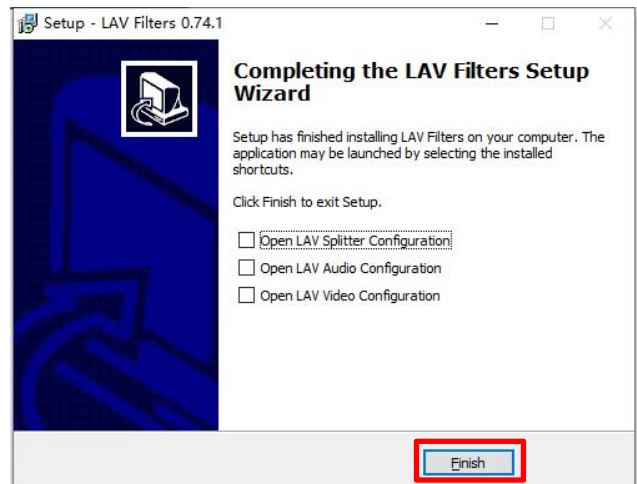 Setup - LAV Filters 0.74.1
Completing the LAV Filters Setup
Wizard
Setup has finished installing LAV Filters on your computer. The
application may be launched by selecting the installed
shortcuts.
Click Finish to exit Setup.
Open LAV Splitter Configuration
Open LAV Audio Configuration
Open LAV Video Configuration
Finish